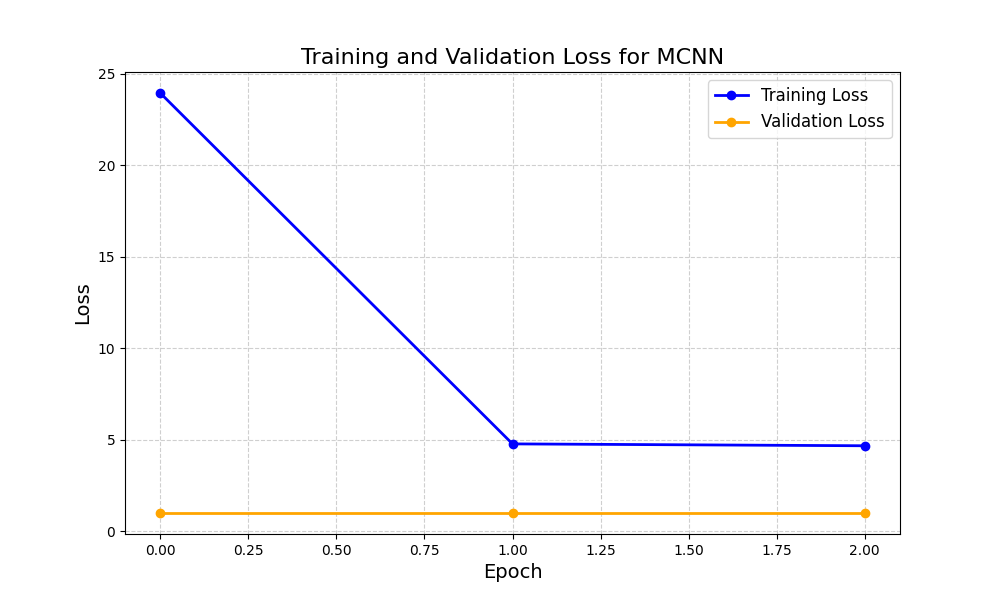 Training and Validation Loss for MCNN
25
20
15
10
5
0
Loss
Training Loss
Validation Loss
0.00 0.25 0.50 0.75 1.00 1.25 1.50 1.75 2.00
Epoch